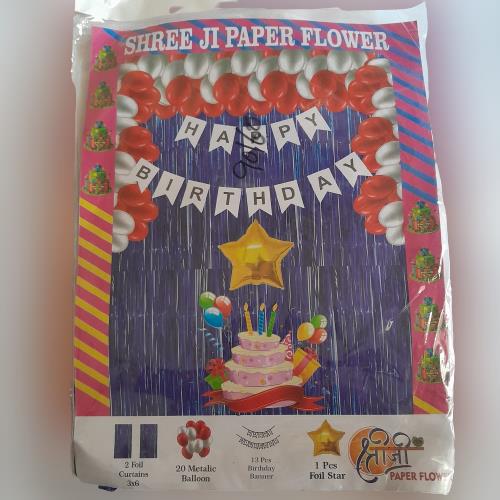 SHREE JI PAPER FLOWER
HAPPY
BIRTHDAY
2 Foil
Curtains
3x6
20 Metalic
Balloon
13 Pcs
Birthday
Banner
1 Pcs
Foil Star
श्रीजी
PAPER FLOWE